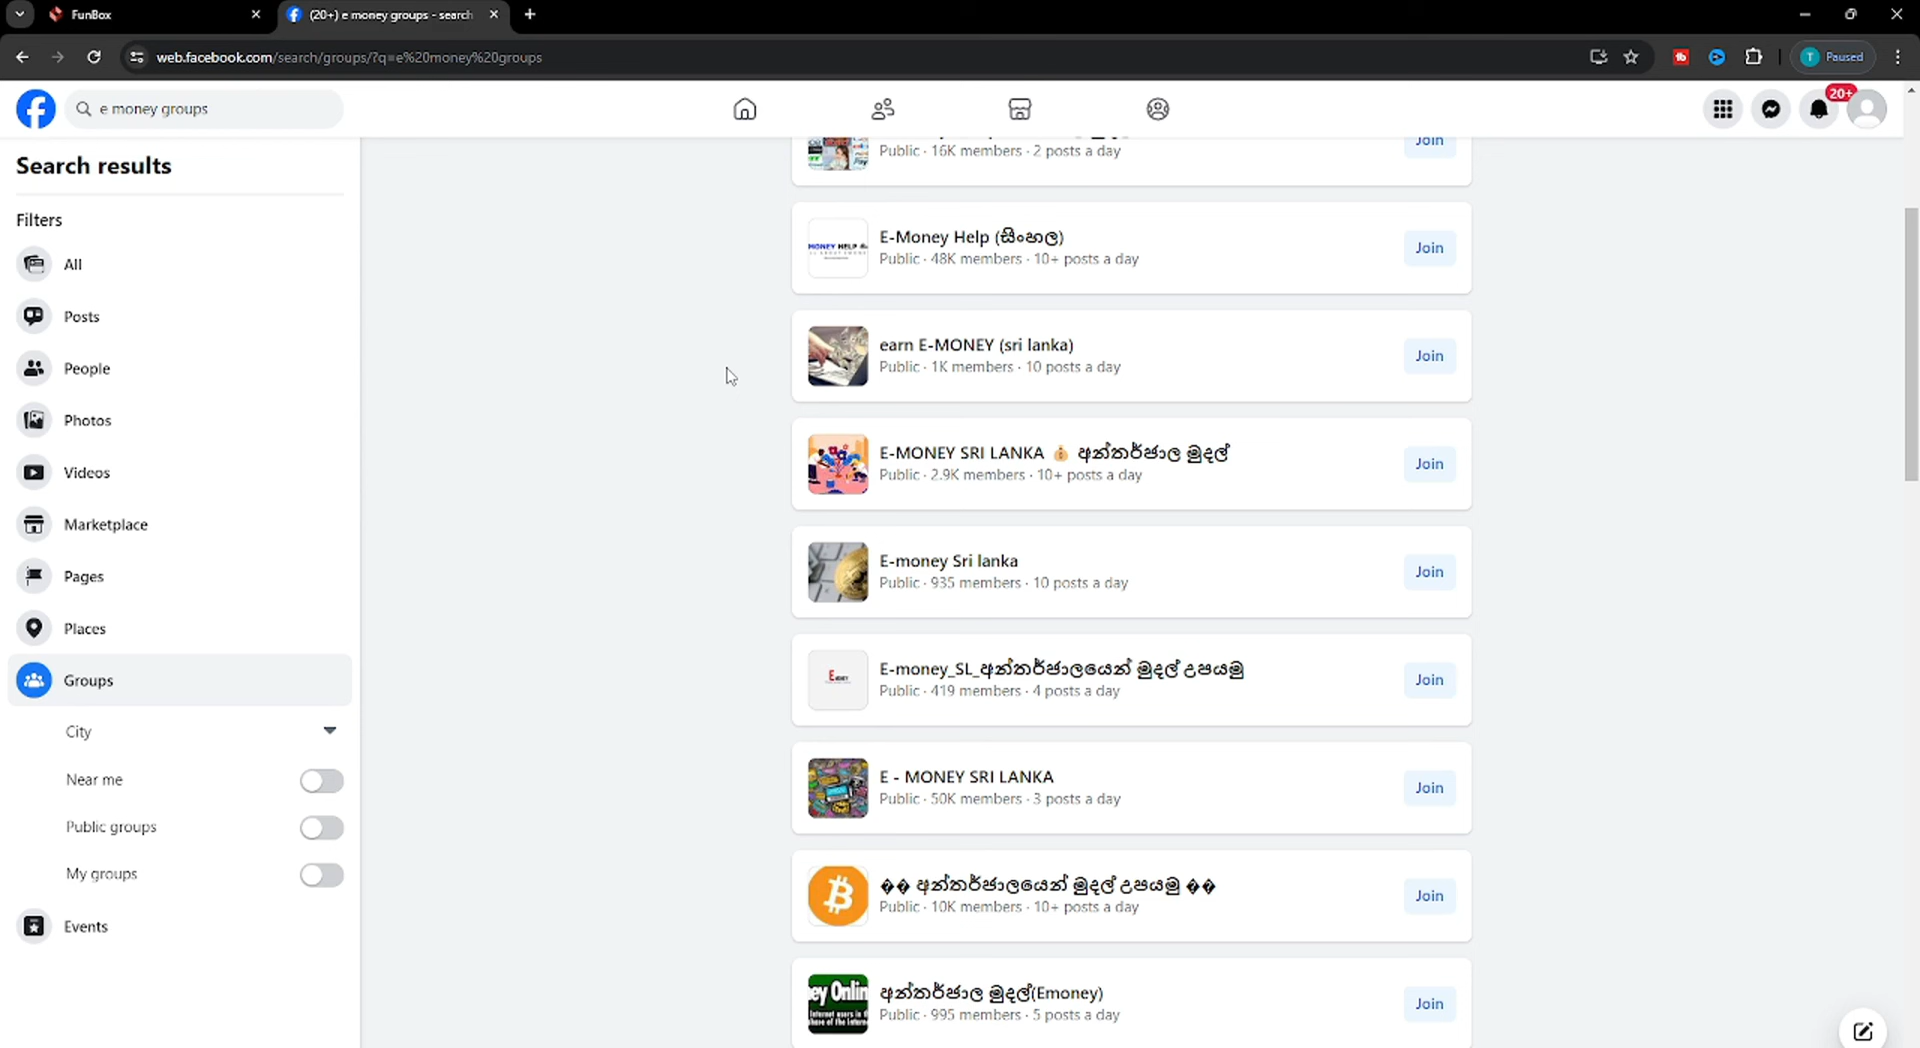 FunBox
(20+) e money groups - search
web.facebook.com/search/groups/?q=e%20money%20groups
Paused
T
e money groups
20+
Search results
Filters
All
Posts
People
Photos
Videos
Marketplace
Pages
Places
Groups
City
Near me
Public groups
My groups
Events
Public · 16K members · 2 posts a day
Join
E-Money Help (සිංහල)
Public · 48K members · 10+ posts a day
Join
earn E-MONEY (sri lanka)
Public · 1K members · 10 posts a day
Join
E-MONEY SRI LANKA 💰 අන්තර්ජාල මුදල්
Public · 2.9K members · 10+ posts a day
Join
E-money Sri lanka
Public · 935 members · 10 posts a day
Join
E-money_SL_අන්තර්ජාලයෙන් මුදල් උපයමු
Public · 419 members · 4 posts a day
Join
E - MONEY SRI LANKA
Public · 50K members · 3 posts a day
Join
�� අන්තර්ජාලයෙන් මුදල් උපයමු ��
Public · 10K members · 10+ posts a day
Join
අන්තර්ජාල මුදල්(Emoney)
Public · 995 members · 5 posts a day
Join